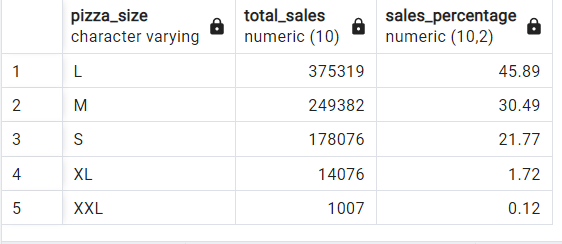 pizza_size total_sales sales_percentage
character varying numeric (10) numeric (10,2)
1 L 375319 45.89
2 M 249382 30.49
3 S 178076 21.77
4 XL 14076 1.72
5 XXL 1007 0.12